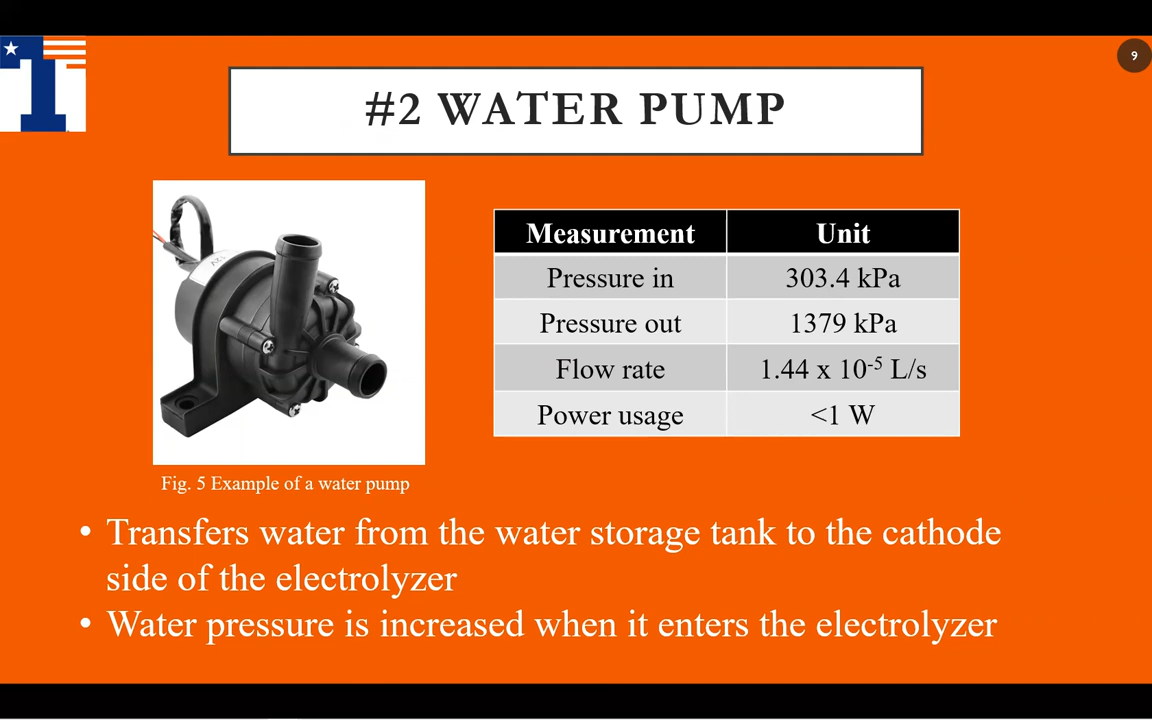 9
#2 WATER PUMP
12V
Measurement Unit
Pressure in 303.4 kPa
Pressure out 1379 kPa
Flow rate 1.44 x 10⁻⁵ L/s
Power usage <1 W
Fig. 5 Example of a water pump
• Transfers water from the water storage tank to the cathode
side of the electrolyzer
• Water pressure is increased when it enters the electrolyzer